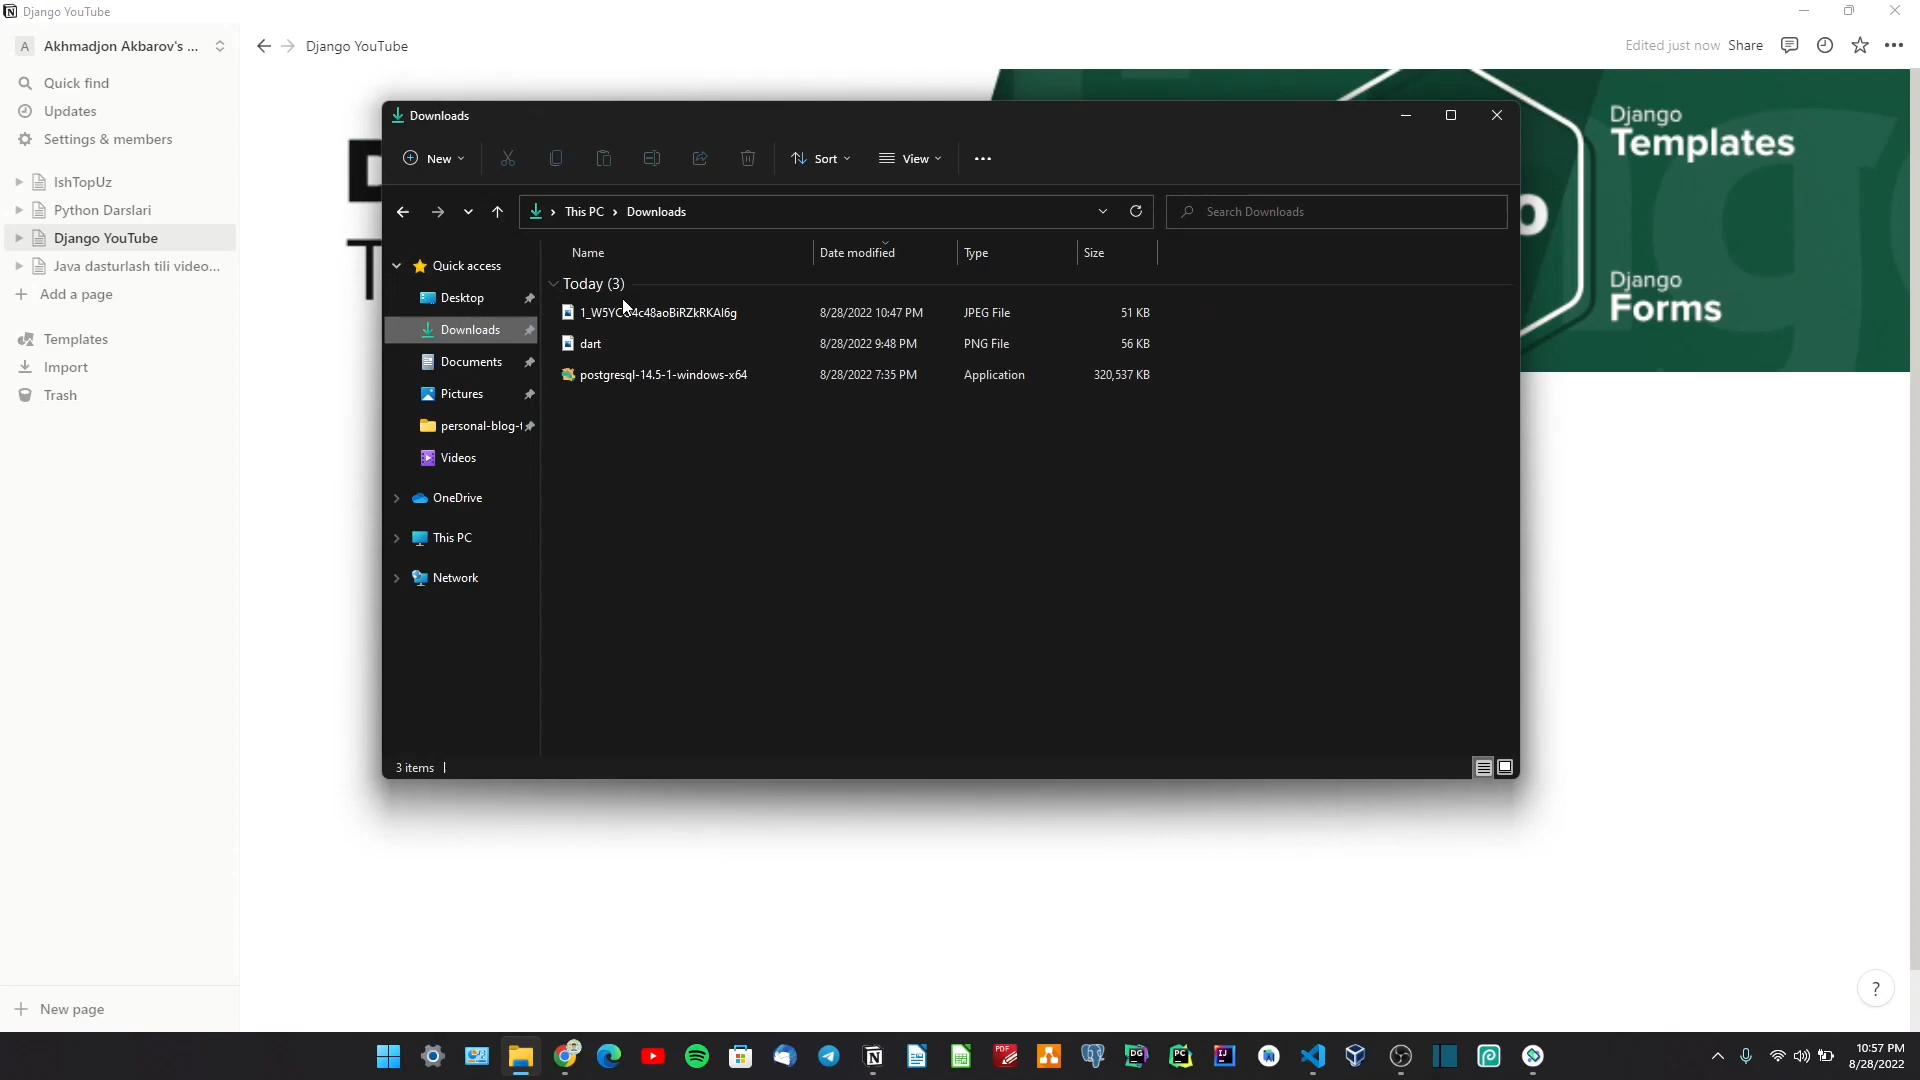 Django YouTube
A Akhmadjon Akbarov's ...
Django YouTube
Edited just now Share
Quick find
Updates
Settings & members
IshTopUz
Python Darslari
Django YouTube
Java dasturlash tili video...
Add a page
Templates
Import
Trash
New page
Django
Templates
Django
Forms
Downloads
New
Sort
View
This PC > Downloads
Search Downloads
Name Date modified Type Size
Quick access
Desktop
Downloads
Documents
Pictures
personal-blog-
Videos
OneDrive
This PC
Network
Today (3)
8/28/2022 10:47 PM JPEG File 51 KB
dart 8/28/2022 9:48 PM PNG File 56 KB
postgresql-14.5-1-windows-x64 8/28/2022 7:35 PM Application 320,537 KB
3 items
?
PDF
DG
PC
IJ
10:57 PM
8/28/2022